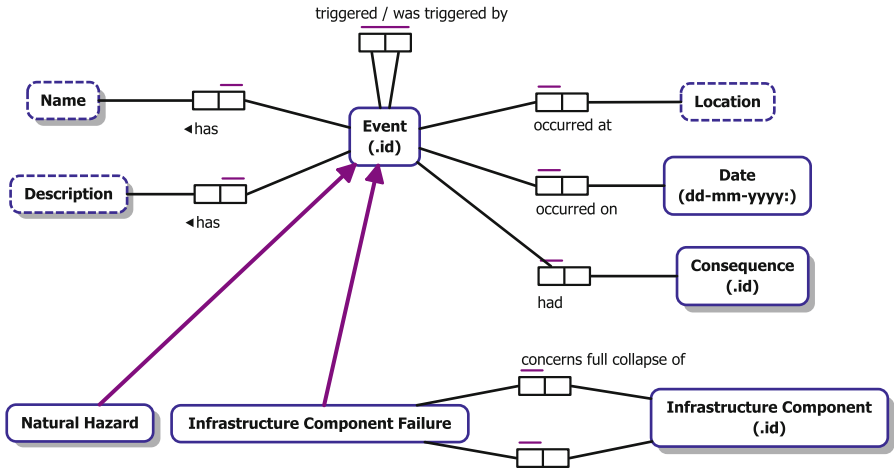 triggered / was triggered by
Name
◄has
Event
(.id)
occurred at
Location
Description
◄has
occurred on
Date
(dd-mm-yyyy:)
had
Consequence
(.id)
concerns full collapse of
Natural Hazard
Infrastructure Component Failure
Infrastructure Component
(.id)